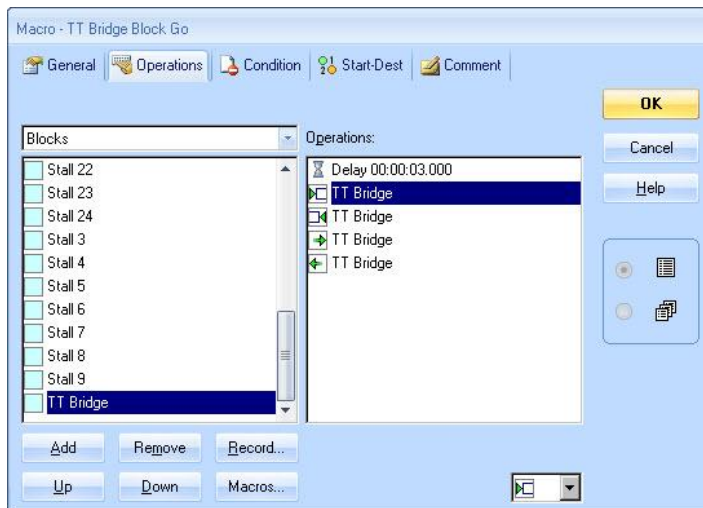 Macro - TT Bridge Block Go
General Operations Condition Start-Dest Comment
Blocks
Stall 22
Stall 23
Stall 24
Stall 3
Stall 4
Stall 5
Stall 6
Stall 7
Stall 8
Stall 9
TT Bridge
Operations:
Delay 00:00:03.000
TT Bridge
TT Bridge
TT Bridge
TT Bridge
OK
Cancel
Help
Add Remove Record...
Up Down Macros...